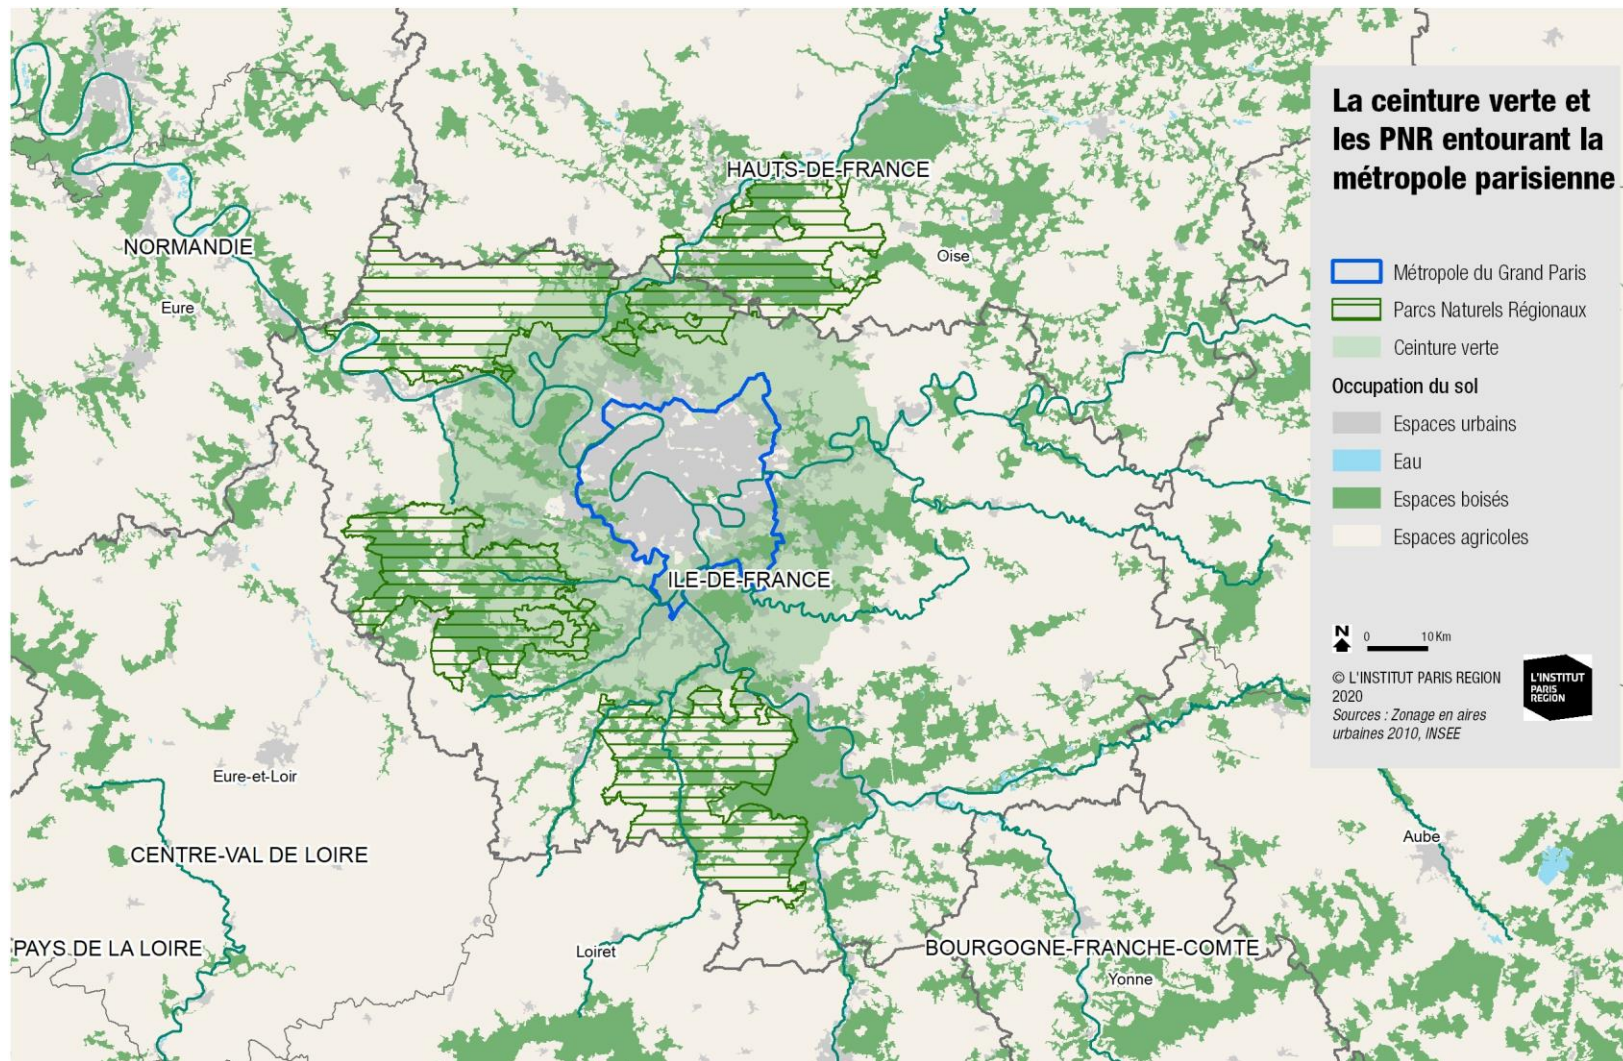 La ceinture verte et
les PNR entourant la
métropole parisienne
Métropole du Grand Paris
Parcs Naturels Régionaux
Ceinture verte
Occupation du sol
Espaces urbains
Eau
Espaces boisés
Espaces agricoles
N
0 10 Km
© L'INSTITUT PARIS REGION
2020
Sources : Zonage en aires
urbaines 2010, INSEE
L'INSTITUT
PARIS
REGION
HAUTS-DE-FRANCE
NORMANDIE
Oise
Eure
ILE-DE-FRANCE
Eure-et-Loir
Aube
CENTRE-VAL DE LOIRE
PAYS DE LA LOIRE
Loiret
BOURGOGNE-FRANCHE-COMTE
Yonne